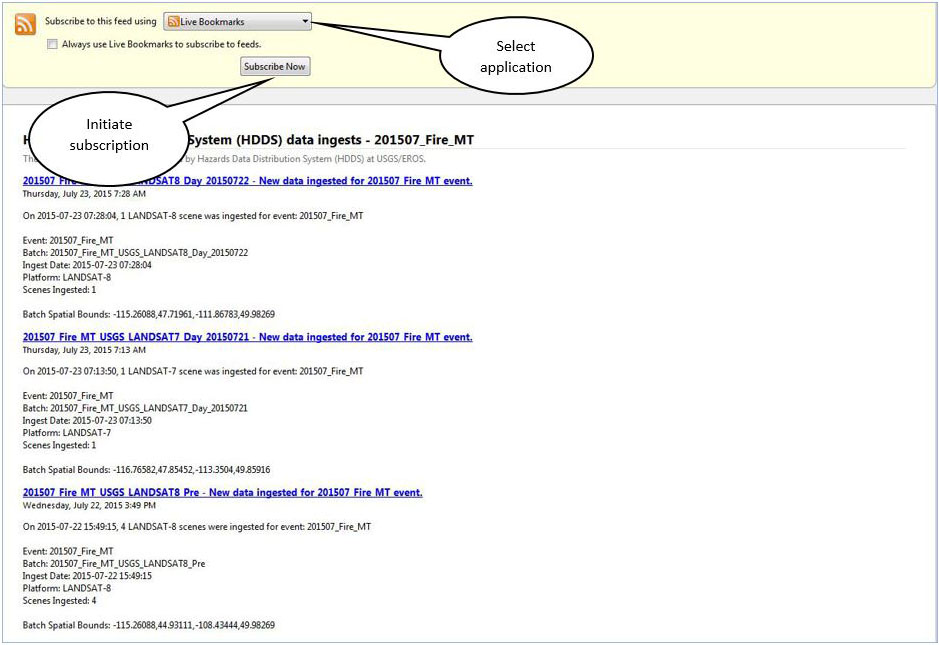 Subscribe to this feed using Live Bookmarks
Always use Live Bookmarks to subscribe to feeds.
Subscribe Now
Select
application
Initiate
subscription
System (HDDS) data ingests - 201507_Fire_MT
by Hazards Data Distribution System (HDDS) at USGS/EROS.
201507 LANDSAT8 Day 20150722 - New data ingested for 201507 Fire MT event.
Thursday, July 23, 2015 7:28 AM
On 2015-07-23 07:28:04, 1 LANDSAT-8 scene was ingested for event: 201507_Fire_MT
Event: 201507_Fire_MT
Batch: 201507_Fire_MT_USGS_LANDSAT8_Day_20150722
Ingest Date: 2015-07-23 07:28:04
Platform: LANDSAT-8
Scenes Ingested: 1
Batch Spatial Bounds: -115.26088,47.71961,-111.86783,49.98269
201507 Fire MT USGS LANDSAT7 Day 20150721 - New data ingested for 201507 Fire MT event.
Thursday, July 23, 2015 7:13 AM
On 2015-07-23 07:13:50, 1 LANDSAT-7 scene was ingested for event: 201507_Fire_MT
Event: 201507_Fire_MT
Batch: 201507_Fire_MT_USGS_LANDSAT7_Day_20150721
Ingest Date: 2015-07-23 07:13:50
Platform: LANDSAT-7
Scenes Ingested: 1
Batch Spatial Bounds: -116.76582,47.85452,-113.3504,49.85916
201507 Fire MT USGS LANDSAT8 Pre - New data ingested for 201507 Fire MT event.
Wednesday, July 22, 2015 3:49 PM
On 2015-07-22 15:49:15, 4 LANDSAT-8 scenes were ingested for event: 201507_Fire_MT
Event: 201507_Fire_MT
Batch: 201507_Fire_MT_USGS_LANDSAT8_Pre
Ingest Date: 2015-07-22 15:49:15
Platform: LANDSAT-8
Scenes Ingested: 4
Batch Spatial Bounds: -115.26088,44.93111,-108.43444,49.98269